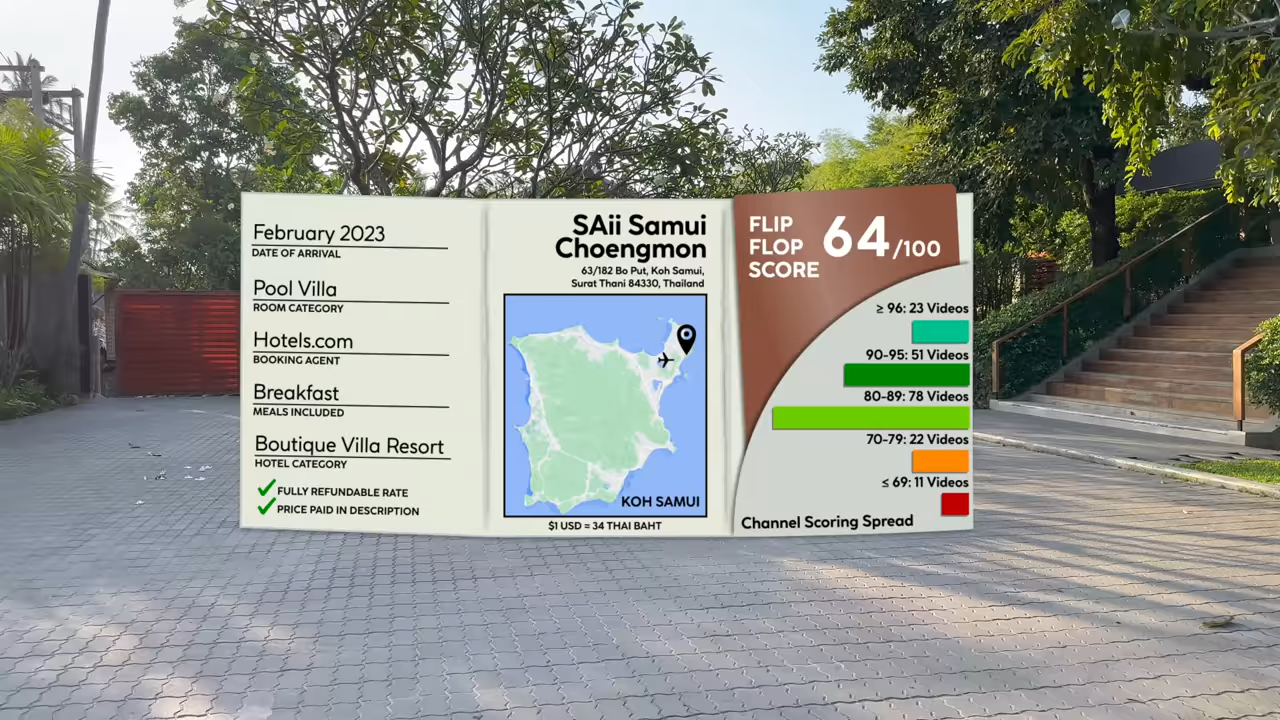 February 2023
DATE OF ARRIVAL
Pool Villa
ROOM CATEGORY
Hotels.com
BOOKING AGENT
Breakfast
MEALS INCLUDED
Boutique Villa Resort
HOTEL CATEGORY
FULLY REFUNDABLE RATE
PRICE PAID IN DESCRIPTION
SAii Samui
Choengmon
63/182 Bo Put, Koh Samui,
Surat Thani 84330, Thailand
KOH SAMUI
$1 USD = 34 THAI BAHT
FLIP
FLOP
SCORE
64/100
≥ 96: 23 Videos
90-95: 51 Videos
80-89: 78 Videos
70-79: 22 Videos
≤ 69: 11 Videos
Channel Scoring Spread